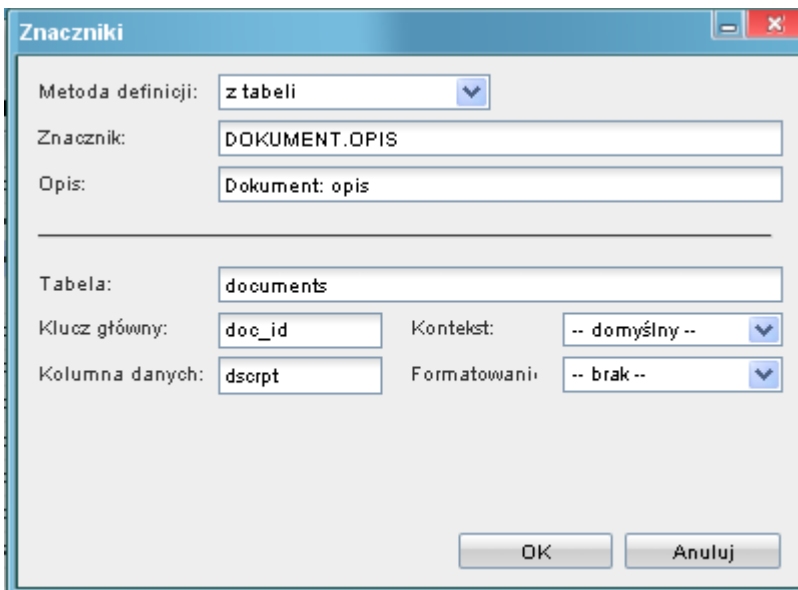 Znaczniki
Metoda definicji: z tabeli
Znacznik: DOKUMENT.OPIS
Opis: Dokument: opis
Tabela: documents
Klucz główny: doc_id Kontekst: -- domyślny --
Kolumna danych: dscrpt Formatowani -- brak --
OK Anuluj